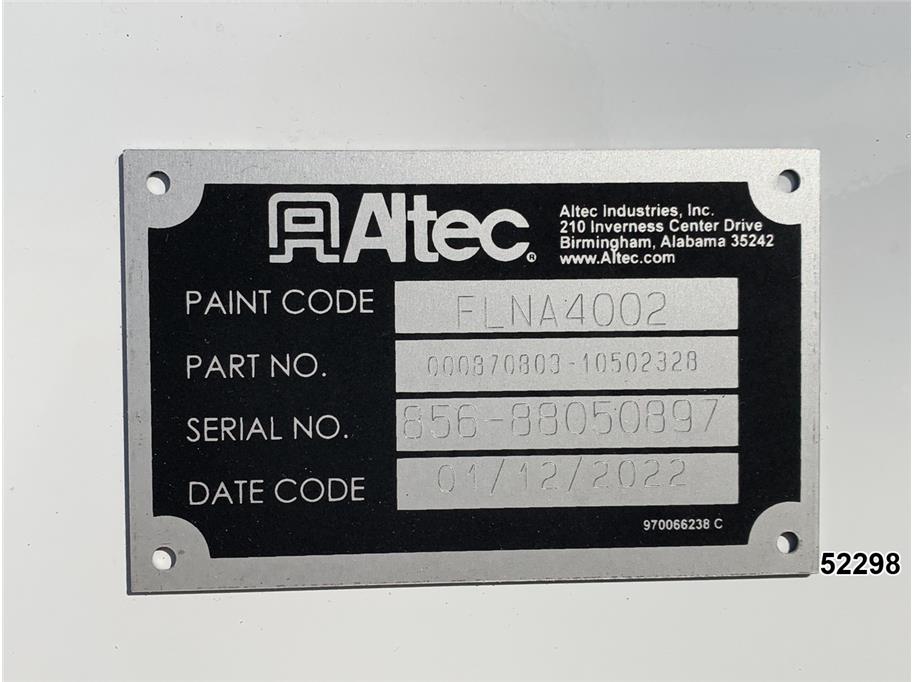 Altec
Altec Industries, Inc.
210 Inverness Center Drive
Birmingham, Alabama 35242
www.Altec.com
PAINT CODE FLNA4002
PART NO. 000870803-10502328
SERIAL NO. 856-88050897
DATE CODE 01/12/2022
970066238 C
52298